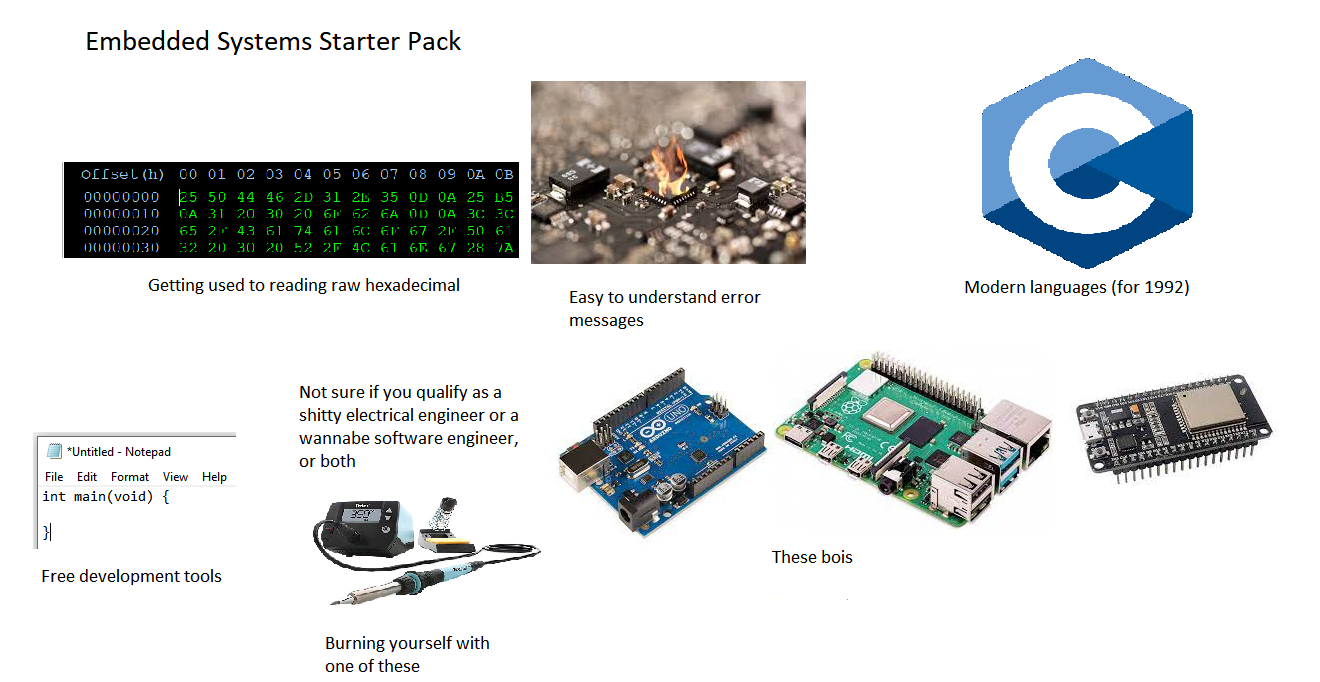 Embedded Systems Starter Pack
Offset(h) 00 01 02 03 04 05 06 07 08 09 0A 0B
00000000 25 50 44 46 2D 31 2E 35 0D 0A 25 B5
00000010 0A 31 20 30 20 6F 62 6A 0D 0A 3C 3C
00000020 65 2F 43 61 74 61 6C 6F 67 2F 50 61
00000030 32 20 30 20 52 2F 4C 61 6E 67 28 7A
Getting used to reading raw hexadecimal
Easy to understand error
messages
C
Modern languages (for 1992)
*Untitled - Notepad
File Edit Format View Help
int main(void) {
}
Free development tools
Not sure if you qualify as a
shitty electrical engineer or a
wannabe software engineer,
or both
Burning yourself with
one of these
UNO
ARDUINO
These bois